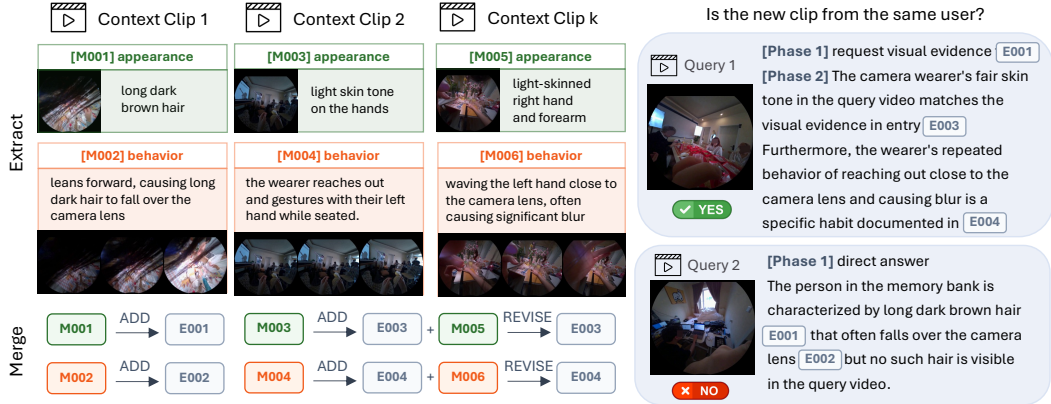 Context Clip 1
Context Clip 2
Context Clip k
Extract
[M001] appearance
long dark
brown hair
[M003] appearance
light skin tone
on the hands
[M005] appearance
light-skinned
right hand
and forearm
[M002] behavior
leans forward, causing long
dark hair to fall over the
camera lens
[M004] behavior
the wearer reaches out
and gestures with their left
hand while seated.
[M006] behavior
waving the left hand close to
the camera lens, often
causing significant blur
Merge
M001 ADD E001
M003 ADD E003 + M005 REVISE E003
M002 ADD E002
M004 ADD E004 + M006 REVISE E004
Is the new clip from the same user?
Query 1
YES
[Phase 1] request visual evidence E001
[Phase 2] The camera wearer's fair skin
tone in the query video matches the
visual evidence in entry E003
Furthermore, the wearer's repeated
behavior of reaching out close to the
camera lens and causing blur is a
specific habit documented in E004
Query 2
NO
[Phase 1] direct answer
The person in the memory bank is
characterized by long dark brown hair
E001 that often falls over the camera
lens E002 but no such hair is visible
in the query video.